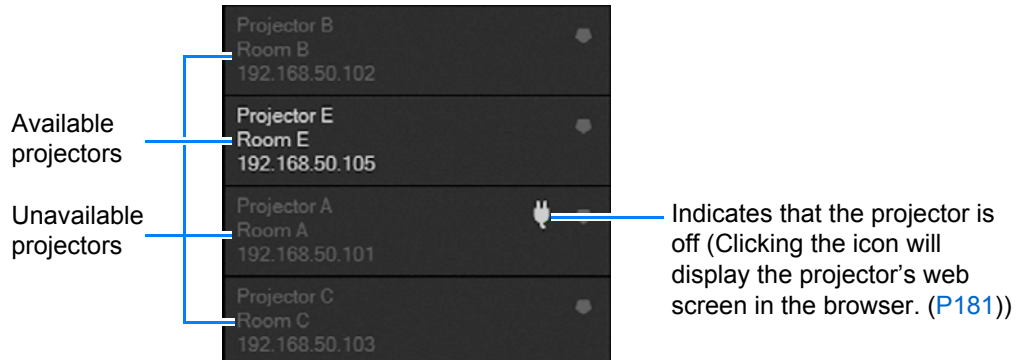 Projector B
Room B
192.168.50.102
Available
projectors
Projector E
Room E
192.168.50.105
Unavailable
projectors
Projector A
Room A
192.168.50.101
Indicates that the projector is
off (Clicking the icon will
display the projector’s web
screen in the browser. (P181))
Projector C
Room C
192.168.50.103